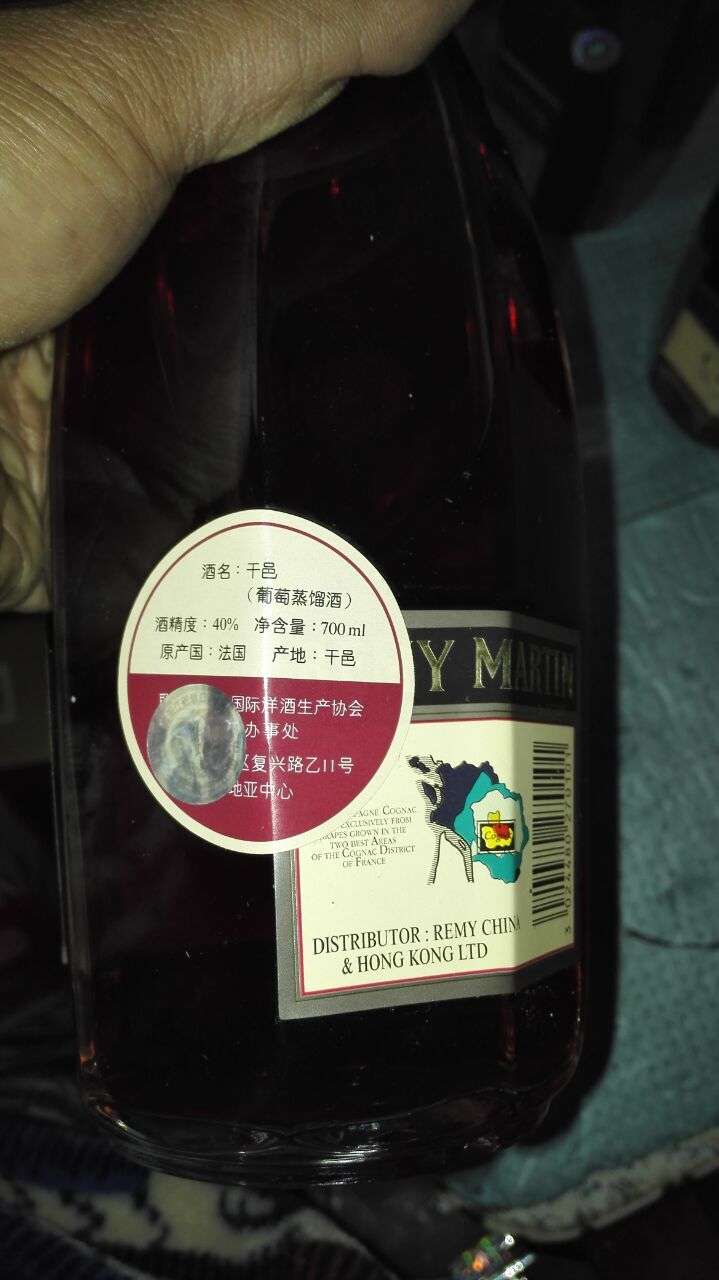 酒名：干邑
（葡萄蒸馏酒）
酒精度：40% 净含量：700ml
原产国：法国 产地：干邑
国际洋酒生产协会
办事处
区复兴路乙11号
地亚中心
Y MARTIN
COGNAC
EXCLUSIVELY FROM
GRAPES GROWN IN THE
TWO BEST AREAS
OF THE COGNAC DISTRICT
OF FRANCE
DISTRIBUTOR : REMY CHINA
& HONG KONG LTD